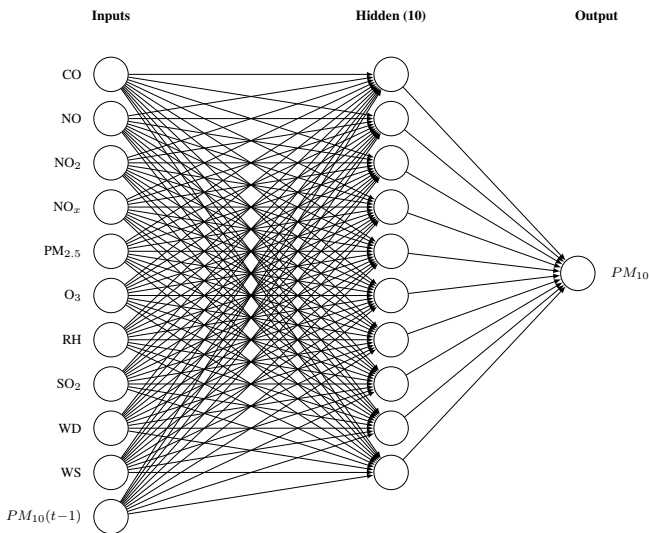 Inputs Hidden (10) Output
CO
NO
NO₂
NOₓ
PM₂.₅
O₃
RH
SO₂
WD
WS
PM₁₀(t−1)
PM₁₀